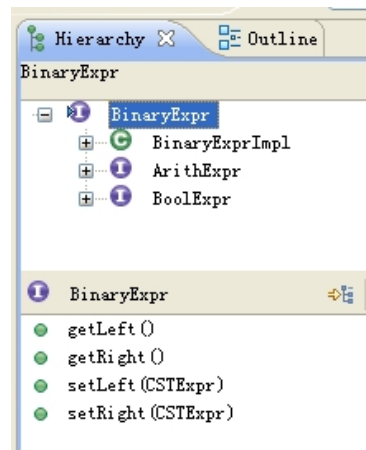 Hierarchy Outline
BinaryExpr
BinaryExpr
BinaryExprImpl
ArithExpr
BoolExpr
BinaryExpr
getLeft()
getRight()
setLeft(CSTExpr)
setRight(CSTExpr)